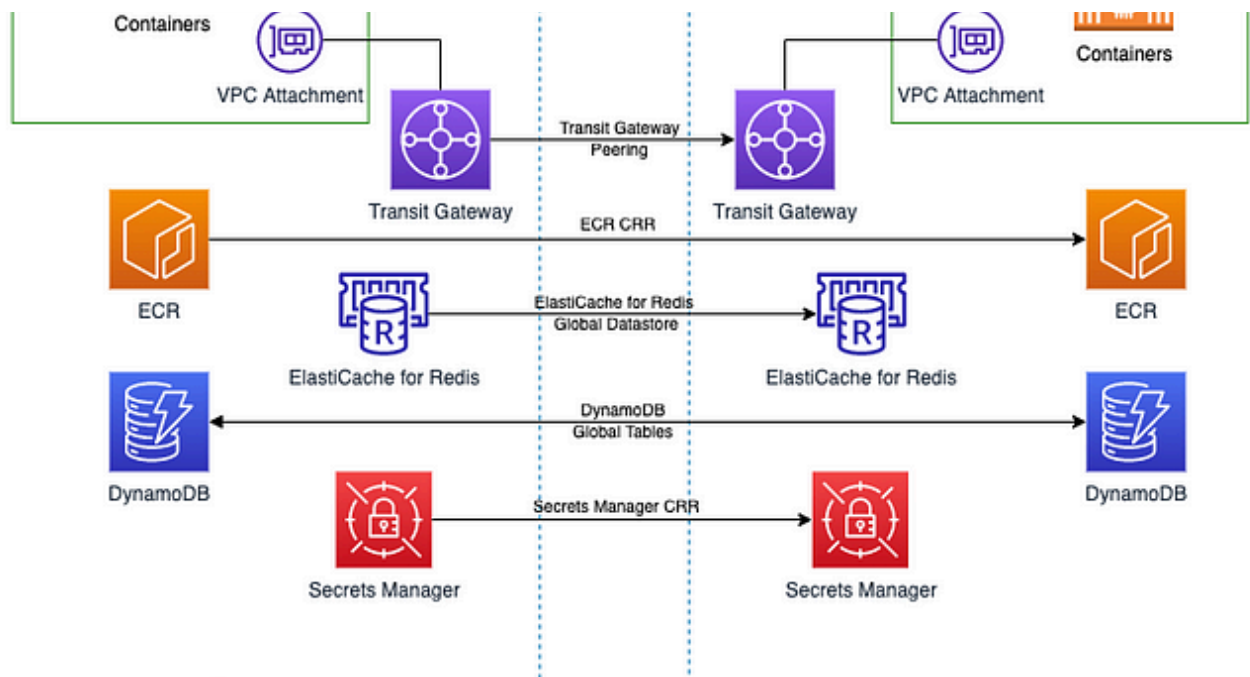 Containers
Containers
VPC Attachment
VPC Attachment
Transit Gateway
Peering
Transit Gateway
Transit Gateway
ECR CRR
ECR
ECR
ElastiCache for Redis
Global Datastore
R
R
ElastiCache for Redis
ElastiCache for Redis
DynamoDB
Global Tables
DynamoDB
DynamoDB
Secrets Manager CRR
Secrets Manager
Secrets Manager